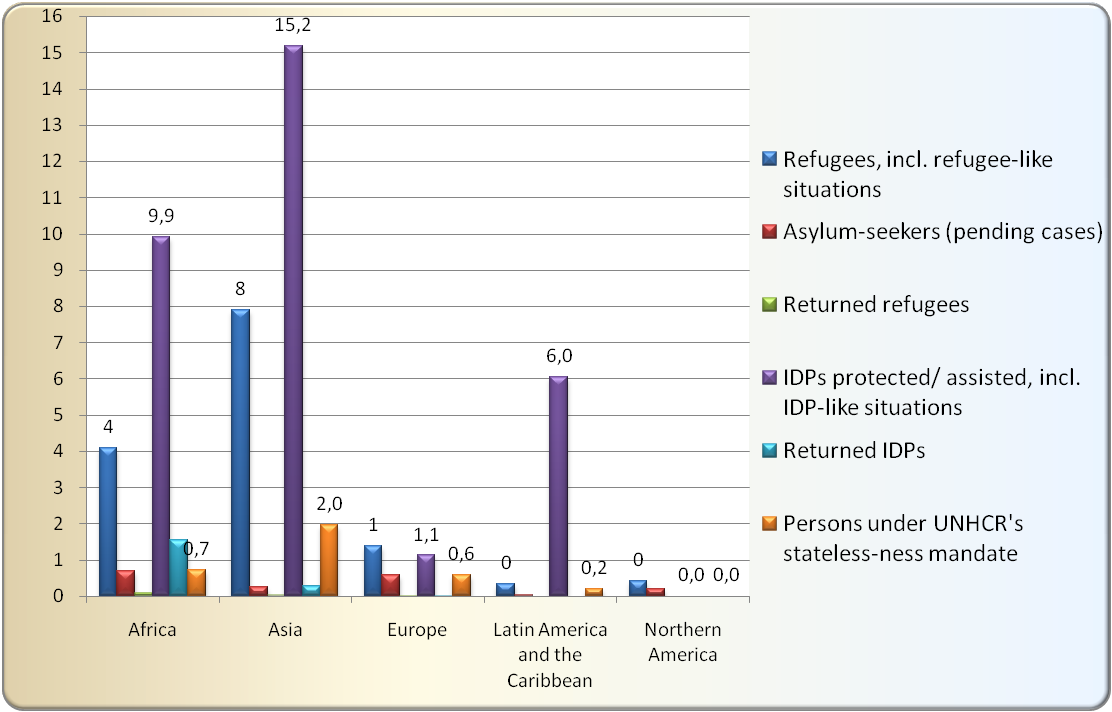 16
15
14
13
12
11
10
9
8
7
6
5
4
3
2
1
0
4
9,9
0,7
8
15,2
2,0
1
1,1
0,6
0
6,0
0,2
0
0,0
0,0
Africa
Asia
Europe
Latin America
and the
Caribbean
Northern
America
Refugees, incl. refugee-like
situations
Asylum-seekers (pending cases)
Returned refugees
IDPs protected/ assisted, incl.
IDP-like situations
Returned IDPs
Persons under UNHCR's
stateless-ness mandate